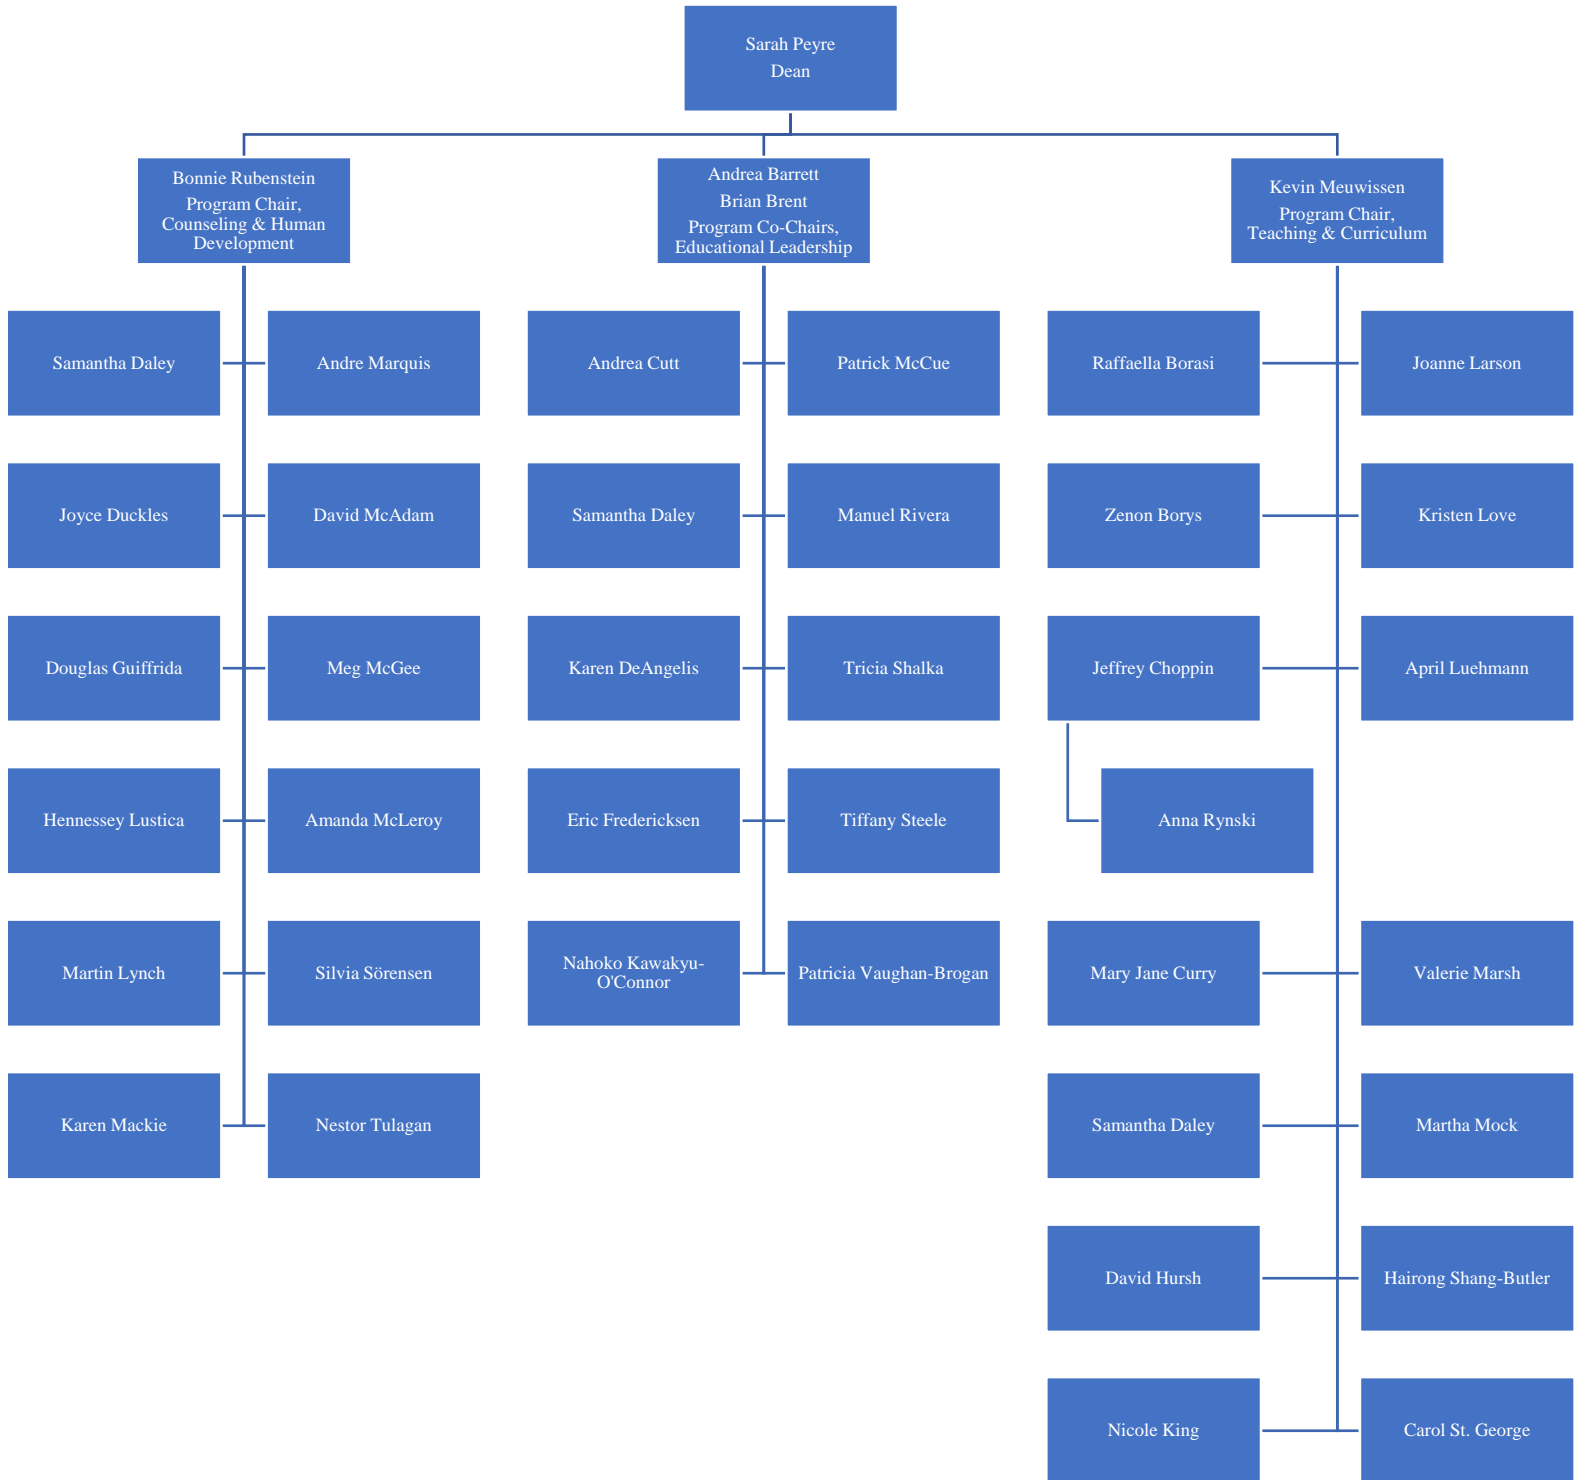 Sarah Peyre
Dean
Bonnie Rubenstein
Program Chair,
Counseling & Human
Development
Andrea Barrett
Brian Brent
Program Co-Chairs,
Educational Leadership
Kevin Meuwissen
Program Chair,
Teaching & Curriculum
Samantha Daley
Andre Marquis
Joyce Duckles
David McAdam
Douglas Guiffrida
Meg McGee
Hennessey Lustica
Amanda McLeroy
Martin Lynch
Silvia Sörensen
Karen Mackie
Nestor Tulagan
Andrea Cutt
Patrick McCue
Samantha Daley
Manuel Rivera
Karen DeAngelis
Tricia Shalka
Eric Fredericksen
Tiffany Steele
Nahoko Kawakyu-
O'Connor
Patricia Vaughan-Brogan
Raffaella Borasi
Joanne Larson
Zenon Borys
Kristen Love
Jeffrey Choppin
April Luehmann
Anna Rynski
Mary Jane Curry
Valerie Marsh
Samantha Daley
Martha Mock
David Hursh
Hairong Shang-Butler
Nicole King
Carol St. George